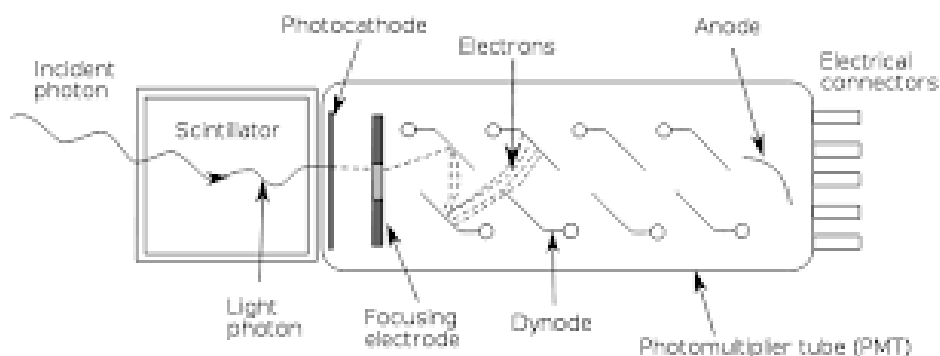 Photocathode
Anode
Electrons
Incident
photon
Electrical
connectors
Scintillator
Light
photon
Focusing
electrode
Dynode
Photomultiplier tube (PMT)